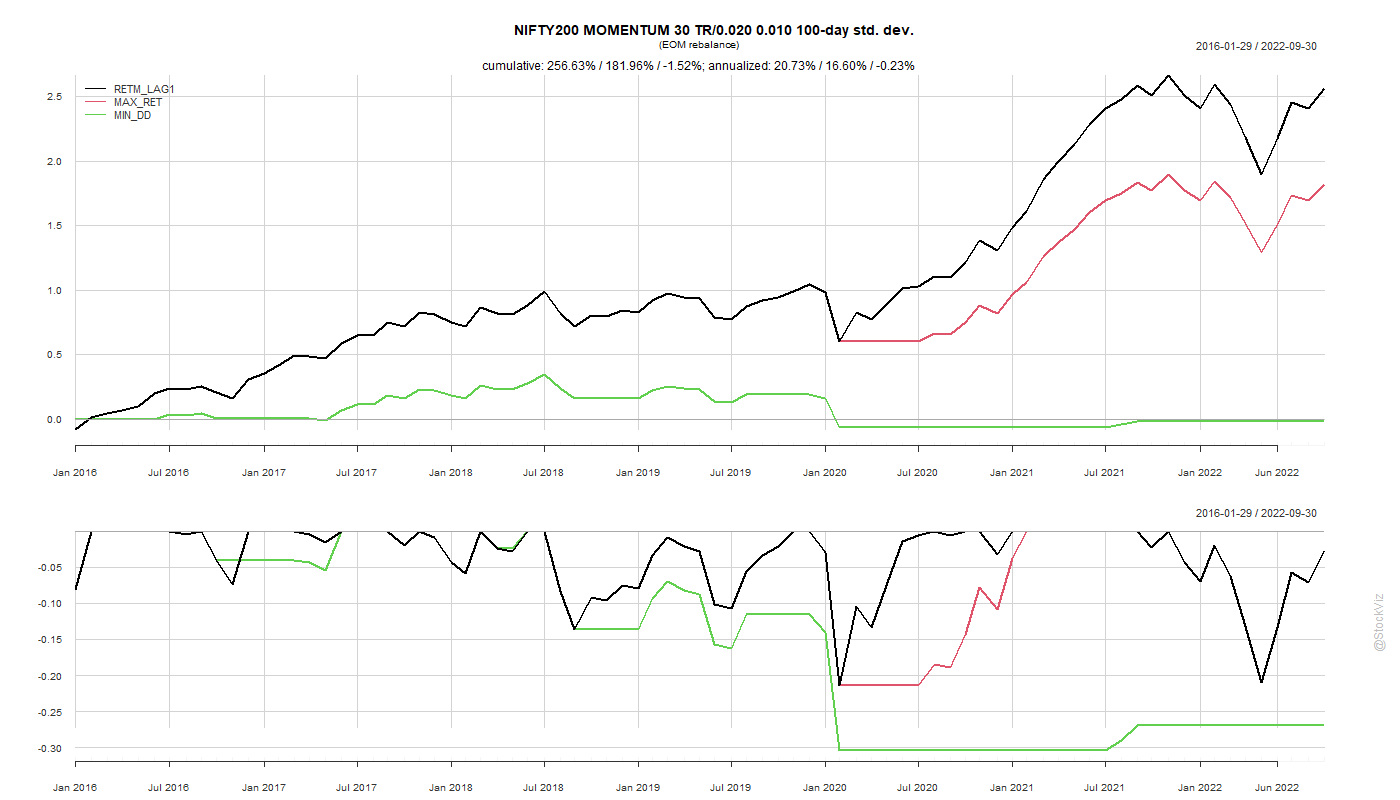 NIFTY200 MOMENTUM 30 TR/0.020 0.010 100-day std. dev.
(EOM rebalance)
2016-01-29 / 2022-09-30
cumulative: 256.63% / 181.96% / -1.52%; annualized: 20.73% / 16.60% / -0.23%
RETM_LAG1
MAX_RET
MIN_DD
2.5
2.0
1.5
1.0
0.5
0.0
Jan 2016 Jul 2016 Jan 2017 Jul 2017 Jan 2018 Jul 2018 Jan 2019 Jul 2019 Jan 2020 Jul 2020 Jan 2021 Jul 2021 Jan 2022 Jun 2022
2016-01-29 / 2022-09-30
-0.05
-0.10
-0.15
-0.20
-0.25
-0.30
Jan 2016 Jul 2016 Jan 2017 Jul 2017 Jan 2018 Jul 2018 Jan 2019 Jul 2019 Jan 2020 Jul 2020 Jan 2021 Jul 2021 Jan 2022 Jun 2022
@StockViz